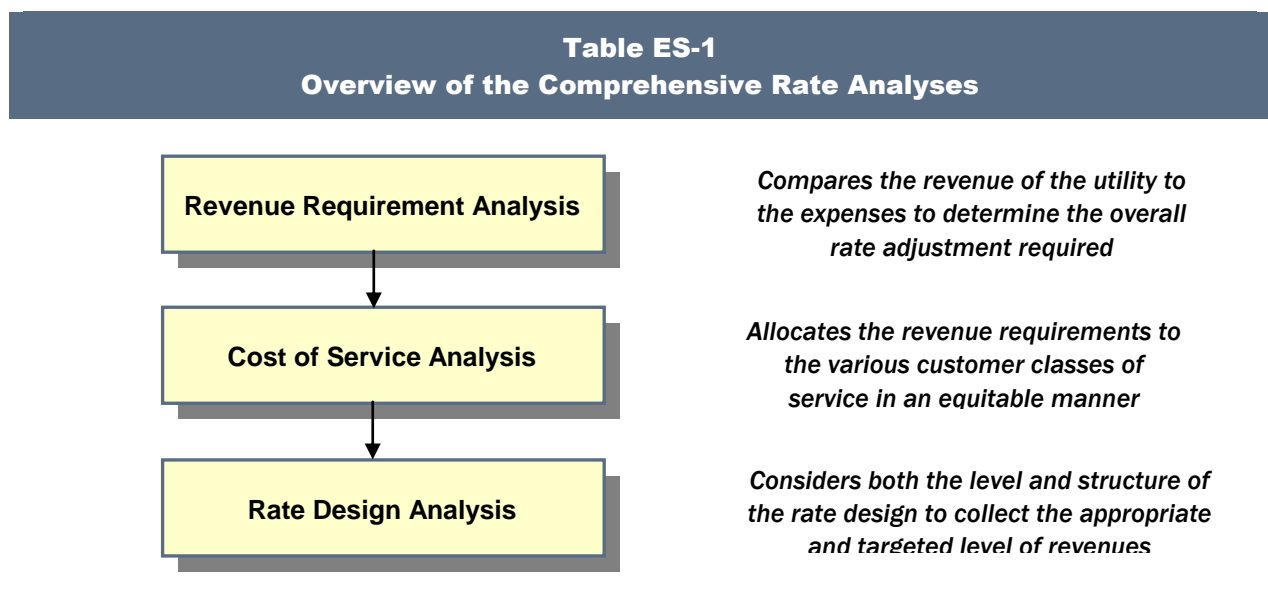 Table ES-1
Overview of the Comprehensive Rate Analyses
Revenue Requirement Analysis
Compares the revenue of the utility to
the expenses to determine the overall
rate adjustment required
Cost of Service Analysis
Allocates the revenue requirements to
the various customer classes of
service in an equitable manner
Rate Design Analysis
Considers both the level and structure of
the rate design to collect the appropriate
and targeted level of revenues